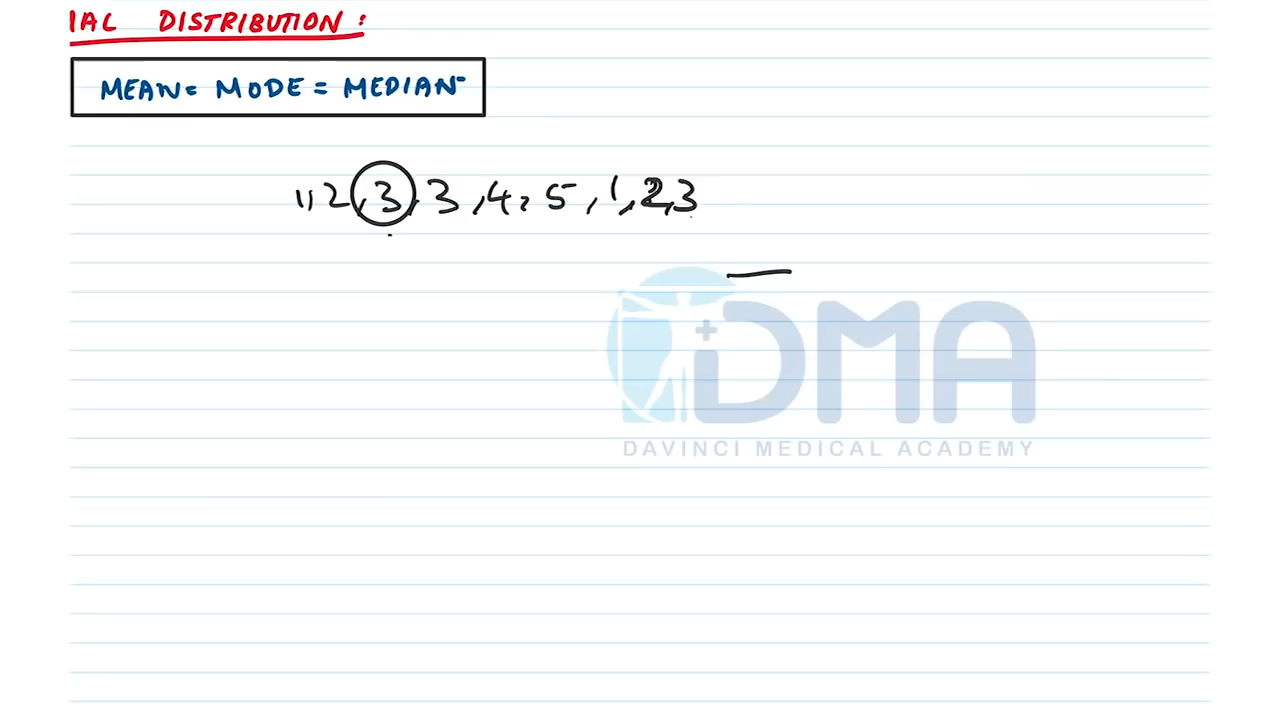 IAL DISTRIBUTION :
MEAN = MODE = MEDIAN
1, 2, 3, 3, 4, 5, 1, 2, 3
DMA
DAVINCI MEDICAL ACADEMY